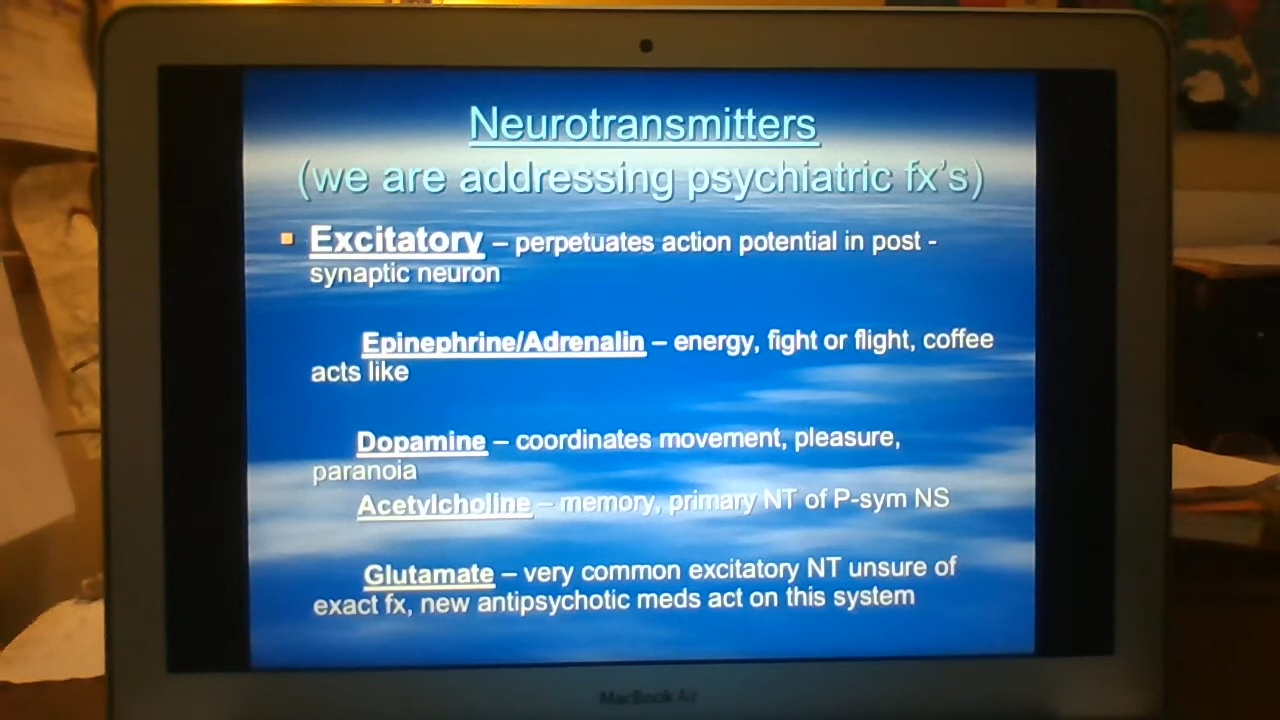 Neurotransmitters
(we are addressing psychiatric fx's)
Excitatory – perpetuates action potential in post -
synaptic neuron
Epinephrine/Adrenalin – energy, fight or flight, coffee
acts like
Dopamine – coordinates movement, pleasure,
paranoia
Acetylcholine – memory, primary NT of P-sym NS
Glutamate – very common excitatory NT unsure of
exact fx, new antipsychotic meds act on this system
MacBook Air